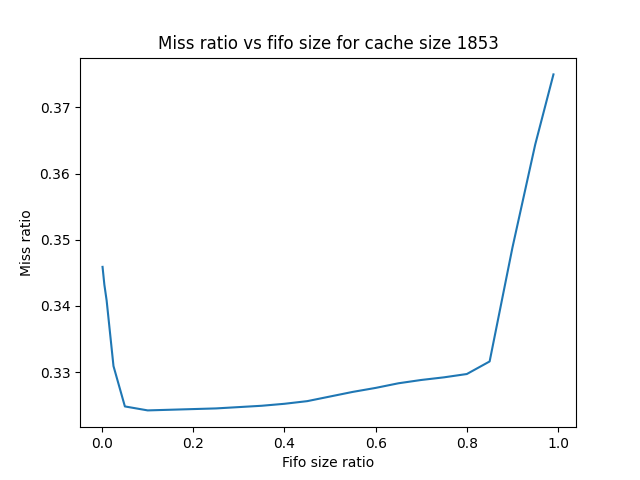 Miss ratio vs fifo size for cache size 1853
0.37
0.36
0.35
0.34
0.33
Miss ratio
0.0 0.2 0.4 0.6 0.8 1.0
Fifo size ratio